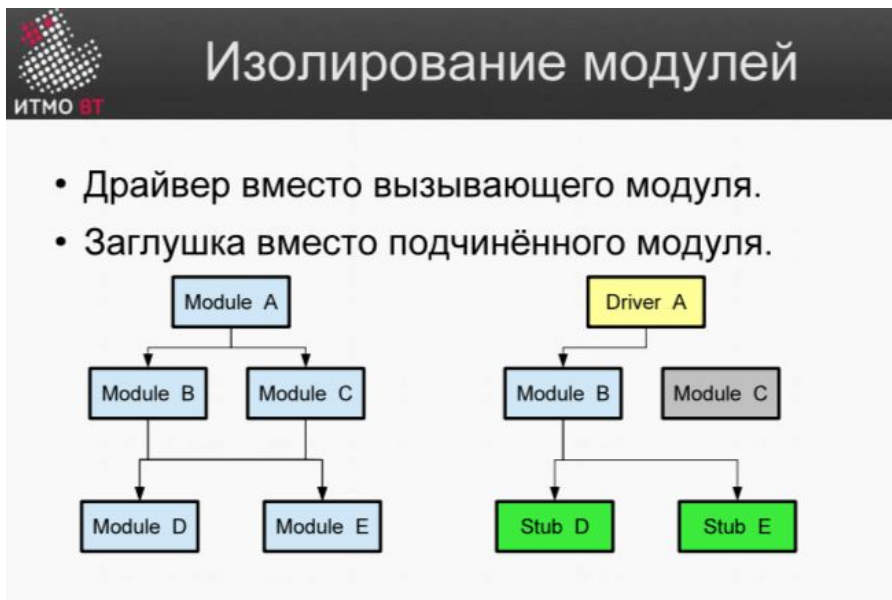 Изолирование модулей
ИТМО ВТ
• Драйвер вместо вызывающего модуля.
• Заглушка вместо подчинённого модуля.
Module A
Driver A
Module B
Module C
Module B
Module C
Module D
Module E
Stub D
Stub E